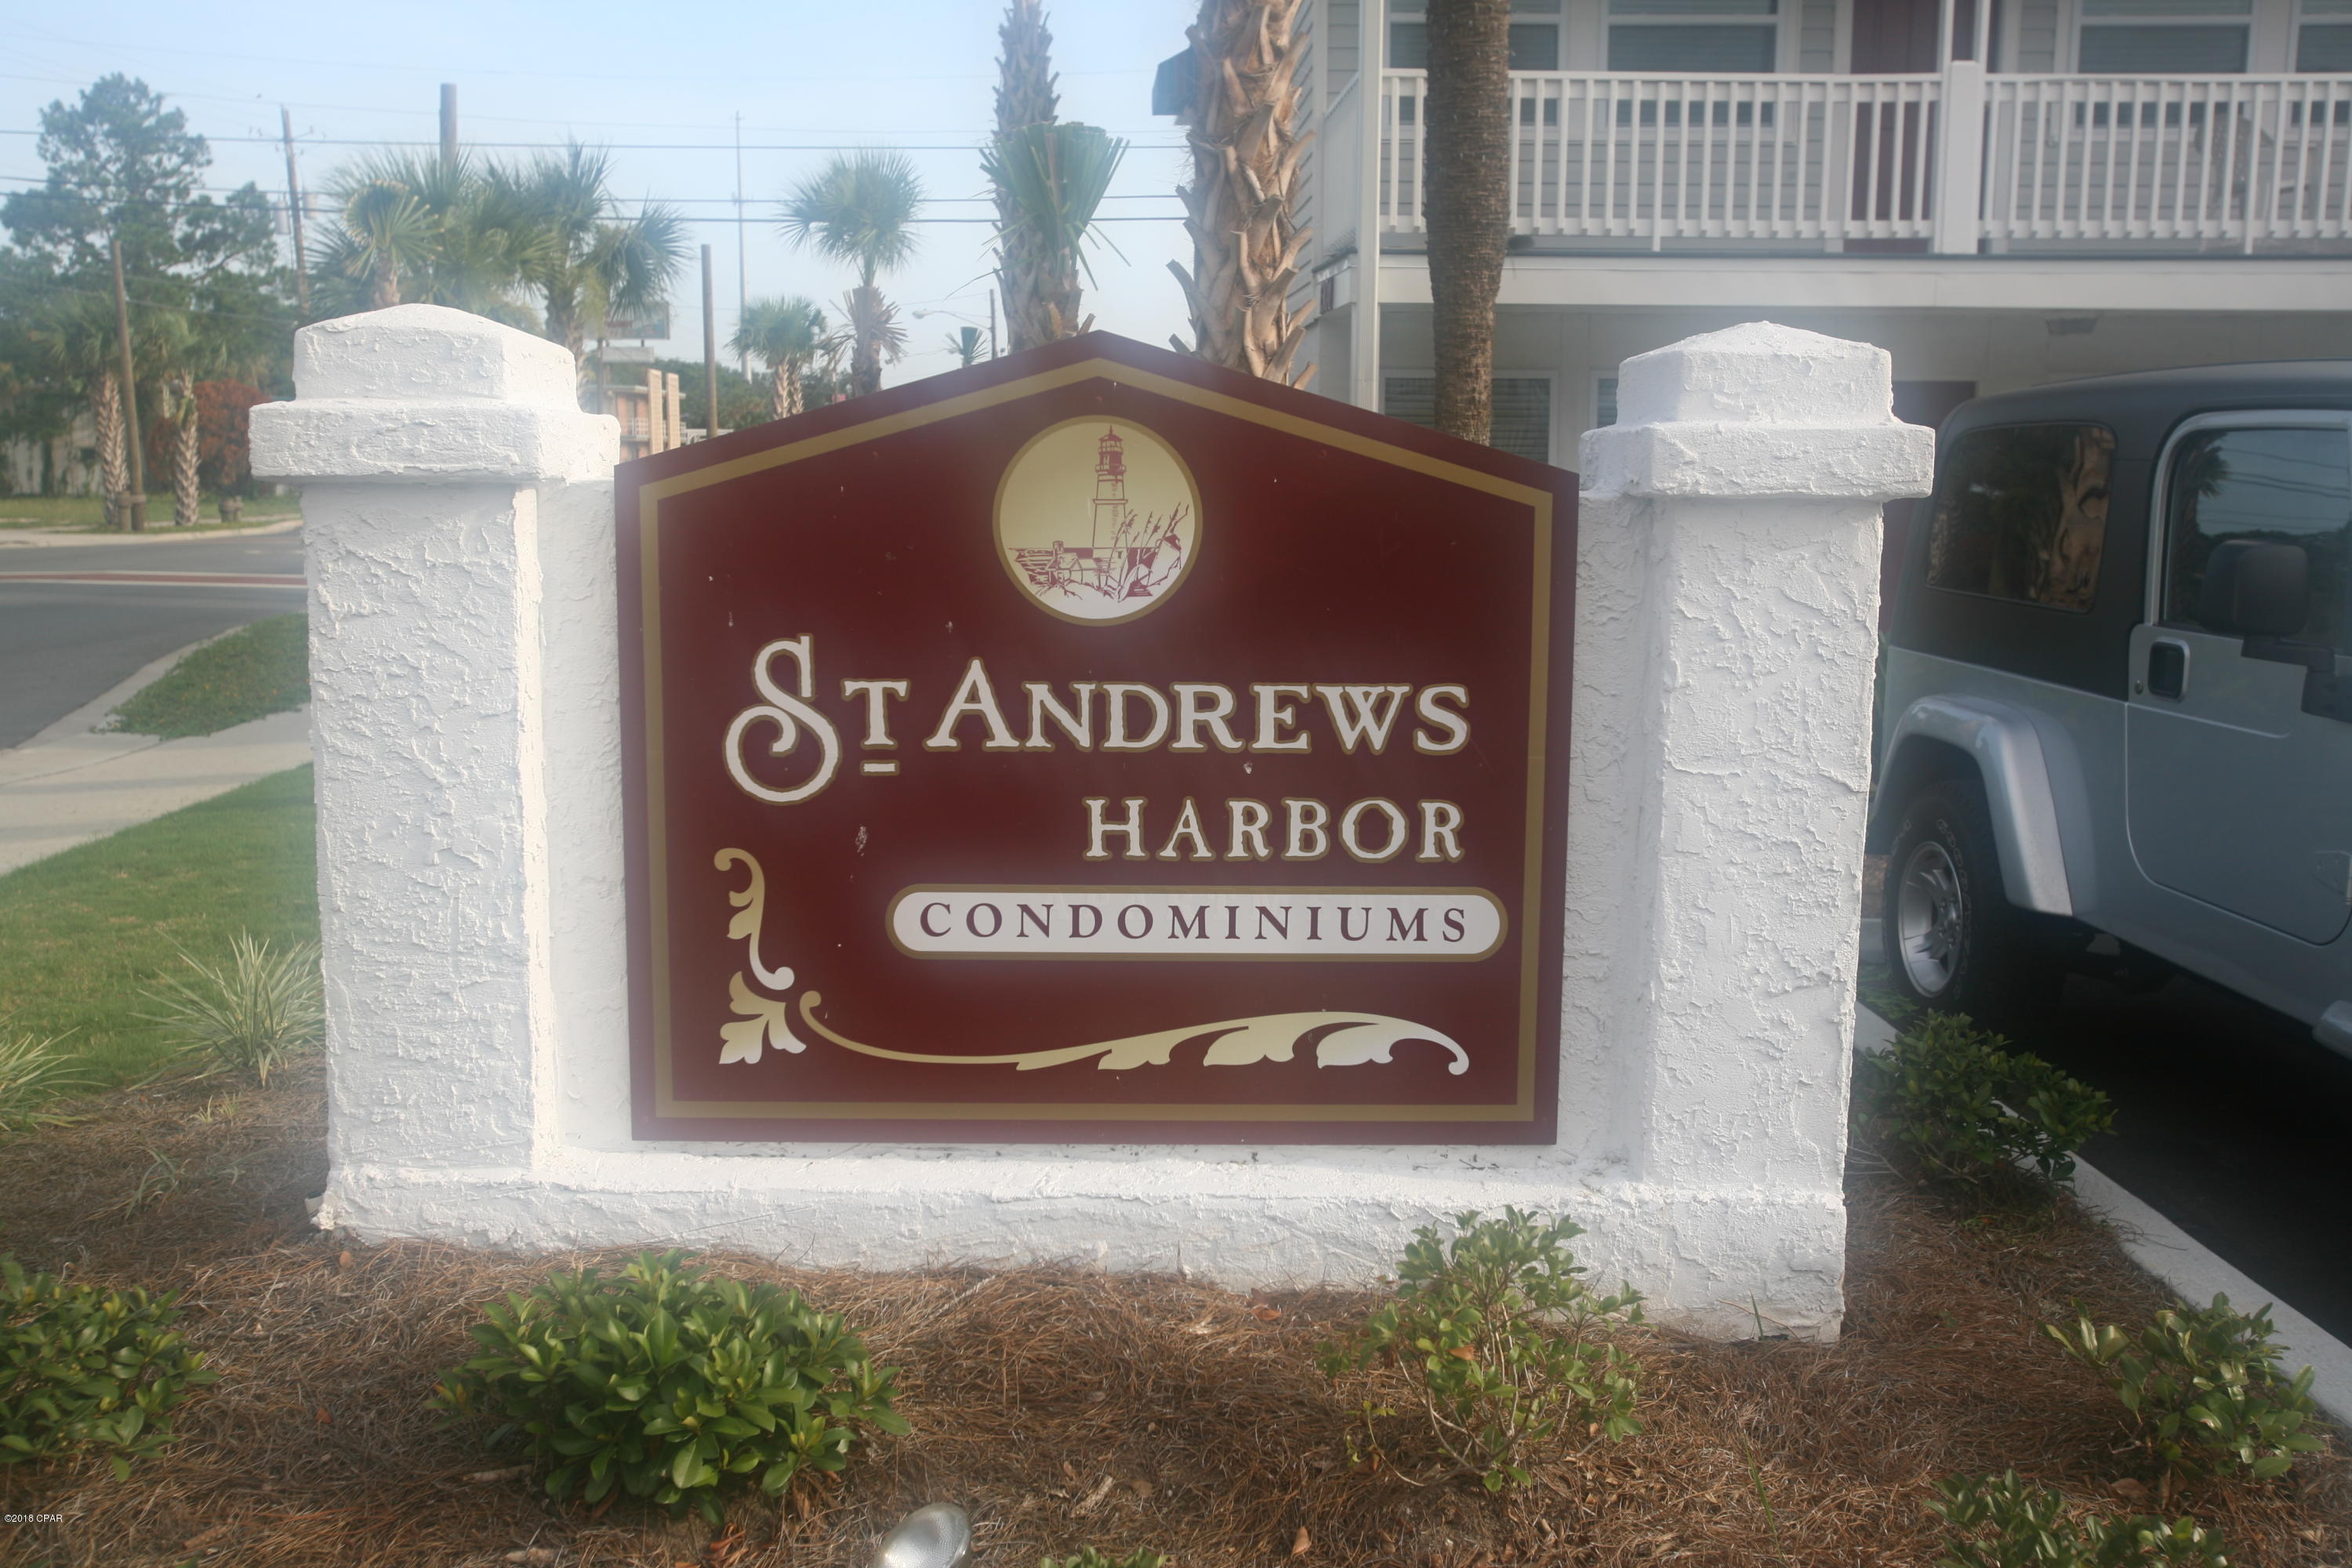 ST ANDREWS
HARBOR
CONDOMINIUMS
©2018 CPAR